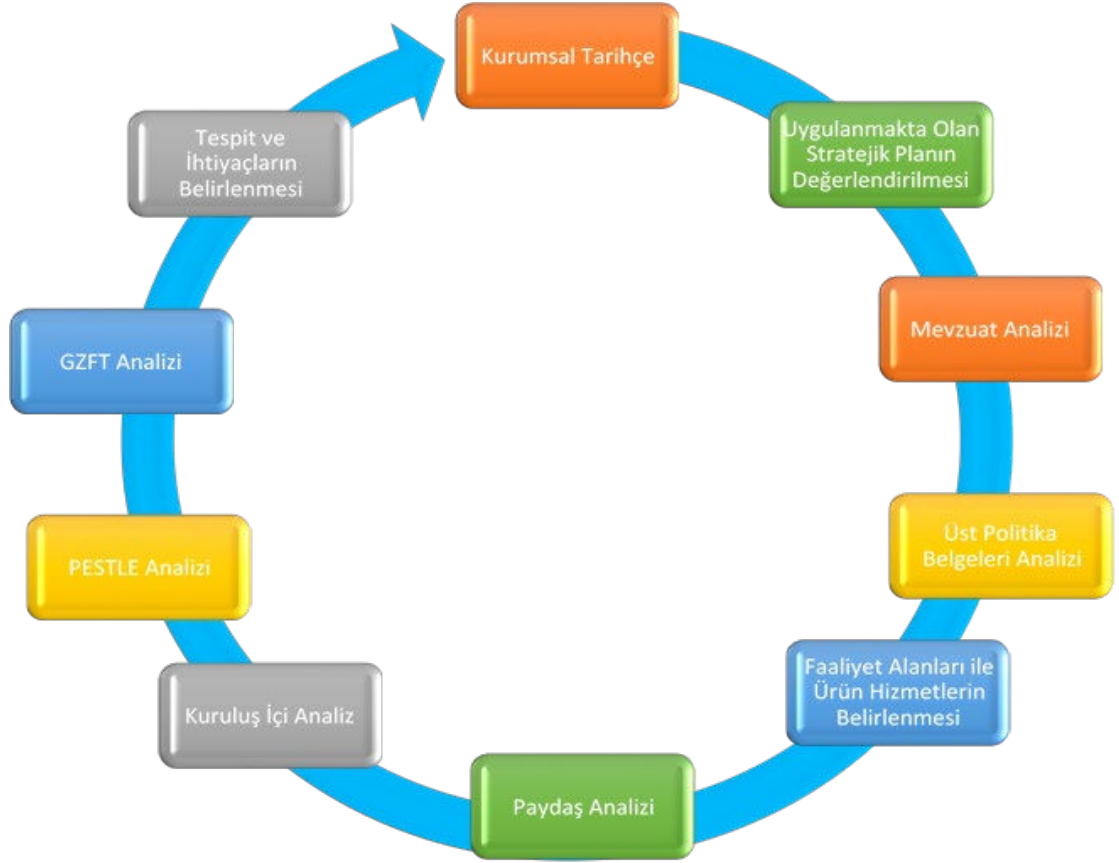 Kurumsal Tarihçe
Uygulanmakta Olan
Stratejik Planın
Değerlendirilmesi
Mevzuat Analizi
Üst Politika
Belgeleri Analizi
Faaliyet Alanları ile
Ürün Hizmetlerin
Belirlenmesi
Paydaş Analizi
Kuruluş İçi Analiz
PESTLE Analizi
GZFT Analizi
Tespit ve
İhtiyaçların
Belirlenmesi